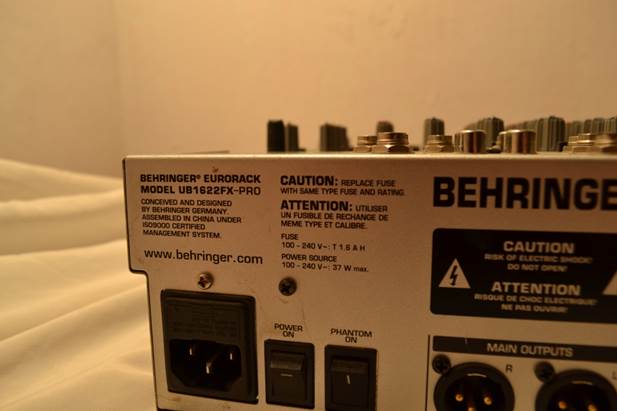 BEHRINGER® EURORACK
MODEL UB1622FX-PRO
CONCEIVED AND DESIGNED
BY BEHRINGER GERMANY.
ASSEMBLED IN CHINA UNDER
ISO9000 CERTIFIED
MANAGEMENT SYSTEM.
www.behringer.com
CAUTION: REPLACE FUSE
WITH SAME TYPE FUSE AND RATING.
ATTENTION: UTILISER
UN FUSIBLE DE RECHANGE DE
MEME TYPE ET CALIBRE.
FUSE
100 - 240 V~: T 1.6 A H
POWER SOURCE
100 - 240 V~: 37 W max.
BEHRINGER
CAUTION
RISK OF ELECTRIC SHOCK!
DO NOT OPEN!
ATTENTION
RISQUE DE CHOC ELECTRIQUE!
NE PAS OUVRIR!
POWER
ON
PHANTOM
ON
MAIN OUTPUTS
R
L